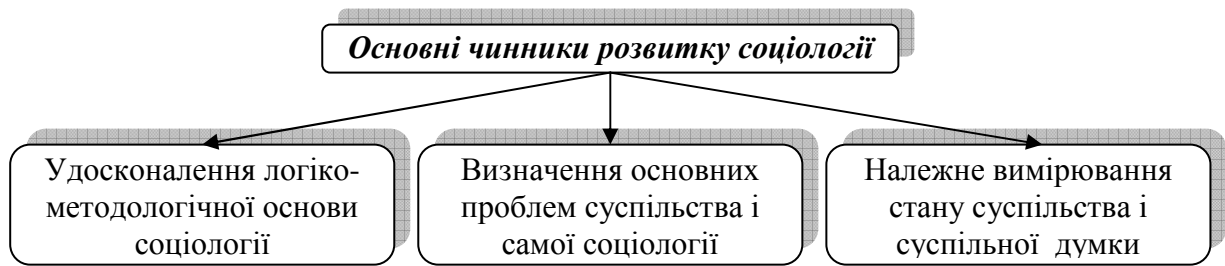 Основні чинники розвитку соціології
Удосконалення логіко-
методологічної основи
соціології
Визначення основних
проблем суспільства і
самої соціології
Належне вимірювання
стану суспільства і
суспільної думки